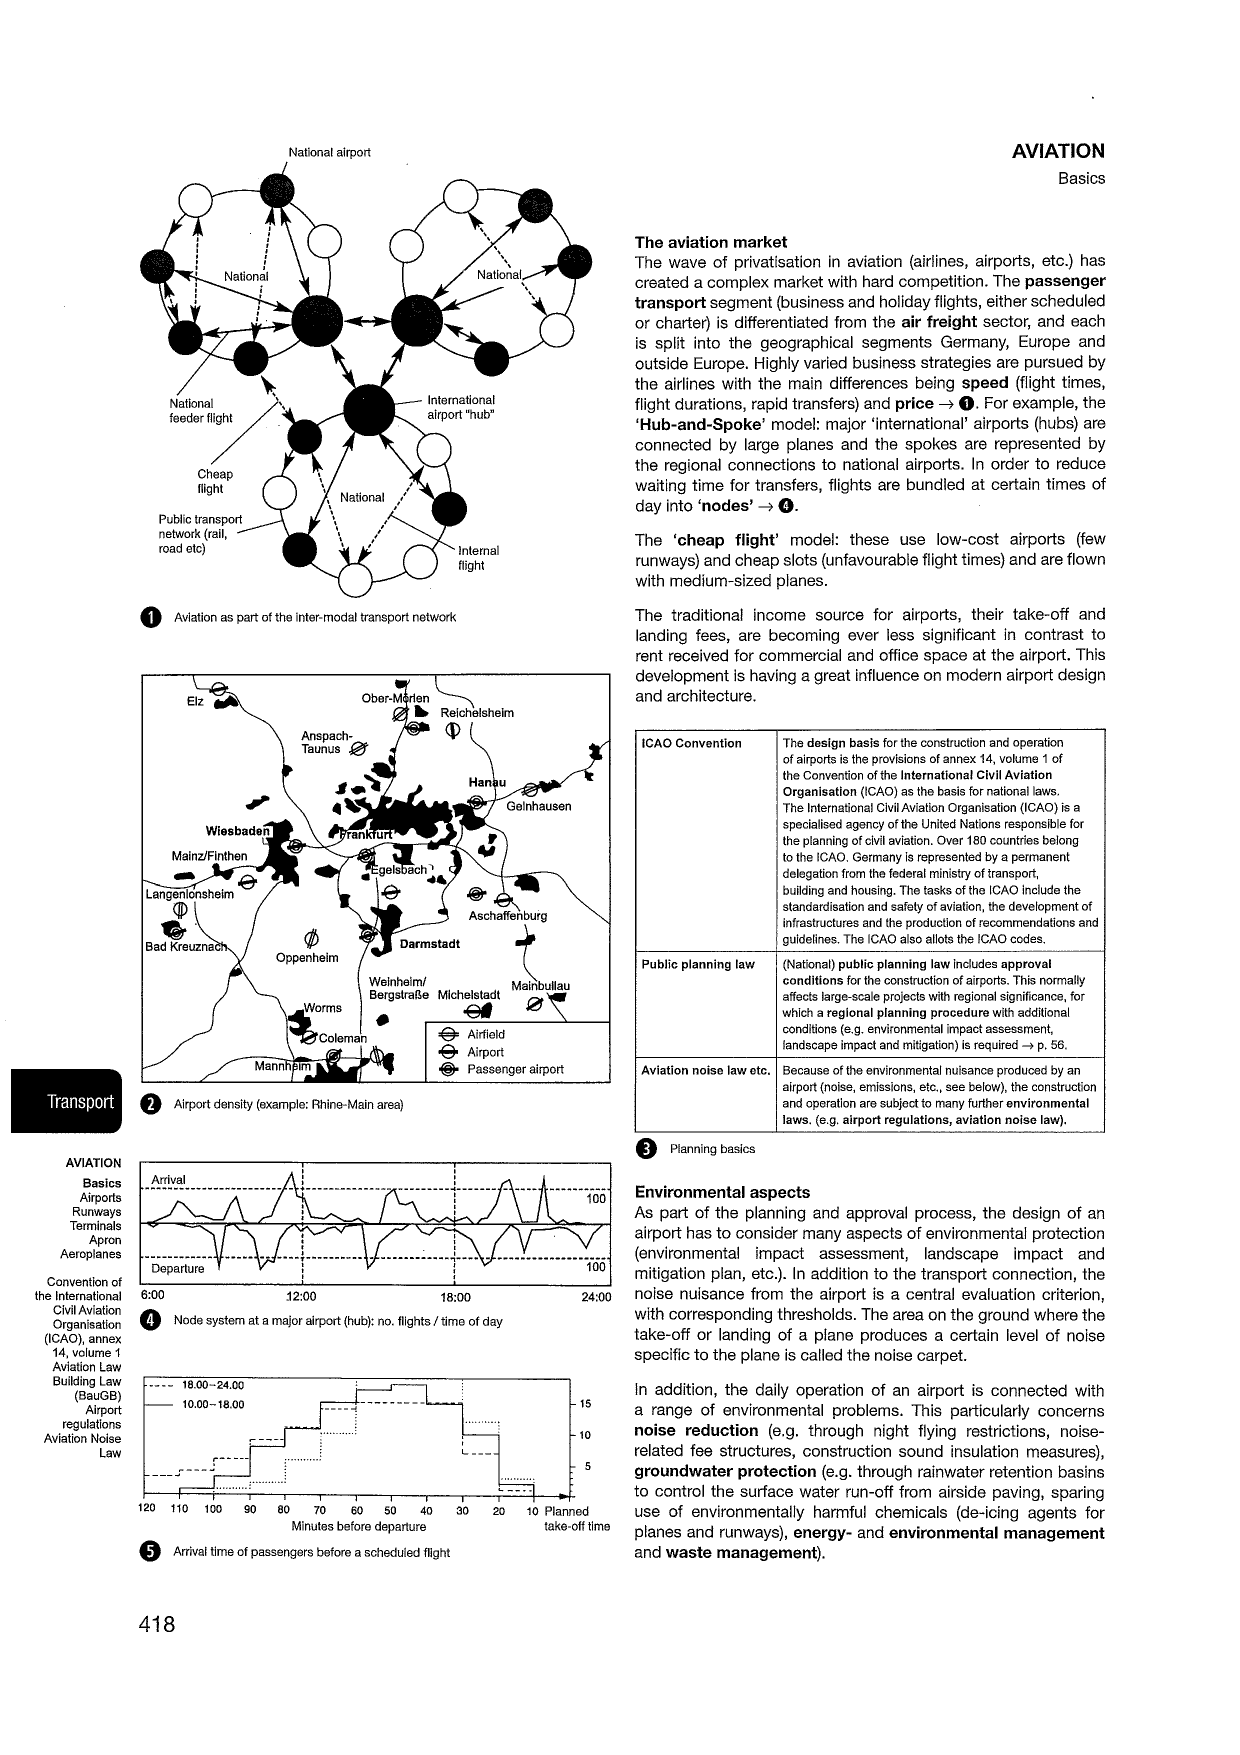 AVIATION
Basics
National airport
National
National
National
feeder flight
International
airport "hub"
Cheap
flight
National
Public transport
network (rail,
road etc)
Internal
flight
1 Aviation as part of the inter-modal transport network
Elz
Ober-Mörlen
Reichelsheim
Anspach-
Taunus
Hanau
Gelnhausen
Wiesbaden
Frankfurt
Mainz/Finthen
Egelsbach
Langenlonsheim
Aschaffenburg
Bad Kreuznach
Darmstadt
Oppenheim
Weinheim/
Bergstraße
Michelstadt
Mainbullau
Worms
Coleman
Mannheim
Airfield
Airport
Passenger airport
2 Airport density (example: Rhine-Main area)
Arrival
100
Departure
100
6:00 12:00 18:00 24:00
4 Node system at a major airport (hub): no. flights / time of day
18.00–24.00
10.00–18.00
15
10
5
120 110 100 90 80 70 60 50 40 30 20 10 Planned
Minutes before departure take-off time
5 Arrival time of passengers before a scheduled flight
The aviation market
The wave of privatisation in aviation (airlines, airports, etc.) has
created a complex market with hard competition. The passenger
transport segment (business and holiday flights, either scheduled
or charter) is differentiated from the air freight sector, and each
is split into the geographical segments Germany, Europe and
outside Europe. Highly varied business strategies are pursued by
the airlines with the main differences being speed (flight times,
flight durations, rapid transfers) and price → 1. For example, the
'Hub-and-Spoke' model: major 'international' airports (hubs) are
connected by large planes and the spokes are represented by
the regional connections to national airports. In order to reduce
waiting time for transfers, flights are bundled at certain times of
day into 'nodes' → 4.
The 'cheap flight' model: these use low-cost airports (few
runways) and cheap slots (unfavourable flight times) and are flown
with medium-sized planes.
The traditional income source for airports, their take-off and
landing fees, are becoming ever less significant in contrast to
rent received for commercial and office space at the airport. This
development is having a great influence on modern airport design
and architecture.
ICAO Convention
The design basis for the construction and operation
of airports is the provisions of annex 14, volume 1 of
the Convention of the International Civil Aviation
Organisation (ICAO) as the basis for national laws.
The International Civil Aviation Organisation (ICAO) is a
specialised agency of the United Nations responsible for
the planning of civil aviation. Over 180 countries belong
to the ICAO. Germany is represented by a permanent
delegation from the federal ministry of transport,
building and housing. The tasks of the ICAO include the
standardisation and safety of aviation, the development of
infrastructures and the production of recommendations and
guidelines. The ICAO also allots the ICAO codes.
Public planning law
(National) public planning law includes approval
conditions for the construction of airports. This normally
affects large-scale projects with regional significance, for
which a regional planning procedure with additional
conditions (e.g. environmental impact assessment,
landscape impact and mitigation) is required → p. 56.
Aviation noise law etc.
Because of the environmental nuisance produced by an
airport (noise, emissions, etc., see below), the construction
and operation are subject to many further environmental
laws. (e.g. airport regulations, aviation noise law).
3 Planning basics
Environmental aspects
As part of the planning and approval process, the design of an
airport has to consider many aspects of environmental protection
(environmental impact assessment, landscape impact and
mitigation plan, etc.). In addition to the transport connection, the
noise nuisance from the airport is a central evaluation criterion,
with corresponding thresholds. The area on the ground where the
take-off or landing of a plane produces a certain level of noise
specific to the plane is called the noise carpet.
In addition, the daily operation of an airport is connected with
a range of environmental problems. This particularly concerns
noise reduction (e.g. through night flying restrictions, noise-
related fee structures, construction sound insulation measures),
groundwater protection (e.g. through rainwater retention basins
to control the surface water run-off from airside paving, sparing
use of environmentally harmful chemicals (de-icing agents for
planes and runways), energy- and environmental management
and waste management).
Transport
AVIATION
Basics
Airports
Runways
Terminals
Apron
Aeroplanes
Convention of
the International
Civil Aviation
Organisation
(ICAO), annex
14, volume 1
Aviation Law
Building Law
(BauGB)
Airport
regulations
Aviation Noise
Law
418